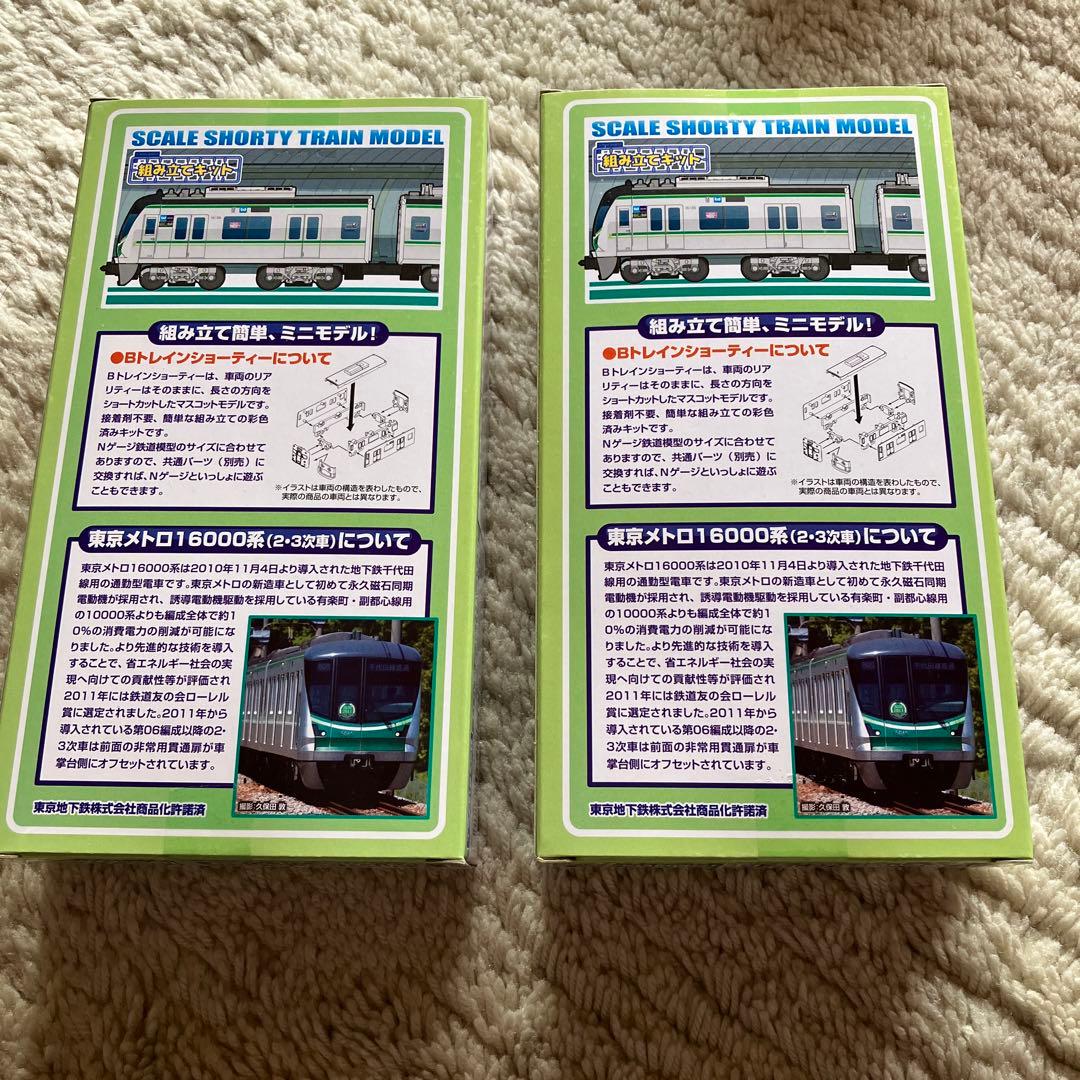 SCALE SHORTY TRAIN MODEL
組み立てキット
組み立て簡単、ミニモデル!
●Bトレインショーティーについて
Bトレインショーティーは、車両のリア
リティーはそのままに、長さの方向を
ショートカットしたマスコットモデルです。
接着剤不要、簡単な組み立ての彩色
済みキットです。
Nゲージ鉄道模型のサイズに合わせて
ありますので、共通パーツ(別売)に
交換すれば、Nゲージといっしょに遊ぶ
こともできます。
※イラストは車両の構造を表わしたもので、
実際の商品の車両とは異なります。
東京メトロ16000系(2・3次車)について
東京メトロ16000系は2010年11月4日より導入された地下鉄千代田
線用の通勤型電車です。東京メトロの新造車として初めて永久磁石同期
電動機が採用され、誘導電動機駆動を採用している有楽町・副都心線用
の10000系よりも編成全体で約1
0%の消費電力の削減が可能にな
りました。より先進的な技術を導入
することで、省エネルギー社会の実
現へ向けての貢献性等が評価され
2011年には鉄道友の会ローレル
賞に選定されました。2011年から
導入されている第06編成以降の2・
3次車は前面の非常用貫通扉が車
掌台側にオフセットされています。
撮影:久保田 敦
東京地下鉄株式会社商品化許諾済
SCALE SHORTY TRAIN MODEL
組み立てキット
組み立て簡単、ミニモデル!
●Bトレインショーティーについて
Bトレインショーティーは、車両のリア
リティーはそのままに、長さの方向を
ショートカットしたマスコットモデルです。
接着剤不要、簡単な組み立ての彩色
済みキットです。
Nゲージ鉄道模型のサイズに合わせて
ありますので、共通パーツ(別売)に
交換すれば、Nゲージといっしょに遊ぶ
こともできます。
※イラストは車両の構造を表わしたもので、
実際の商品の車両とは異なります。
東京メトロ16000系(2・3次車)について
東京メトロ16000系は2010年11月4日より導入された地下鉄千代田
線用の通勤型電車です。東京メトロの新造車として初めて永久磁石同期
電動機が採用され、誘導電動機駆動を採用している有楽町・副都心線用
の10000系よりも編成全体で約1
0%の消費電力の削減が可能にな
りました。より先進的な技術を導入
することで、省エネルギー社会の実
現へ向けての貢献性等が評価され
2011年には鉄道友の会ローレル
賞に選定されました。2011年から
導入されている第06編成以降の2・
3次車は前面の非常用貫通扉が車
掌台側にオフセットされています。
撮影:久保田 敦
東京地下鉄株式会社商品化許諾済